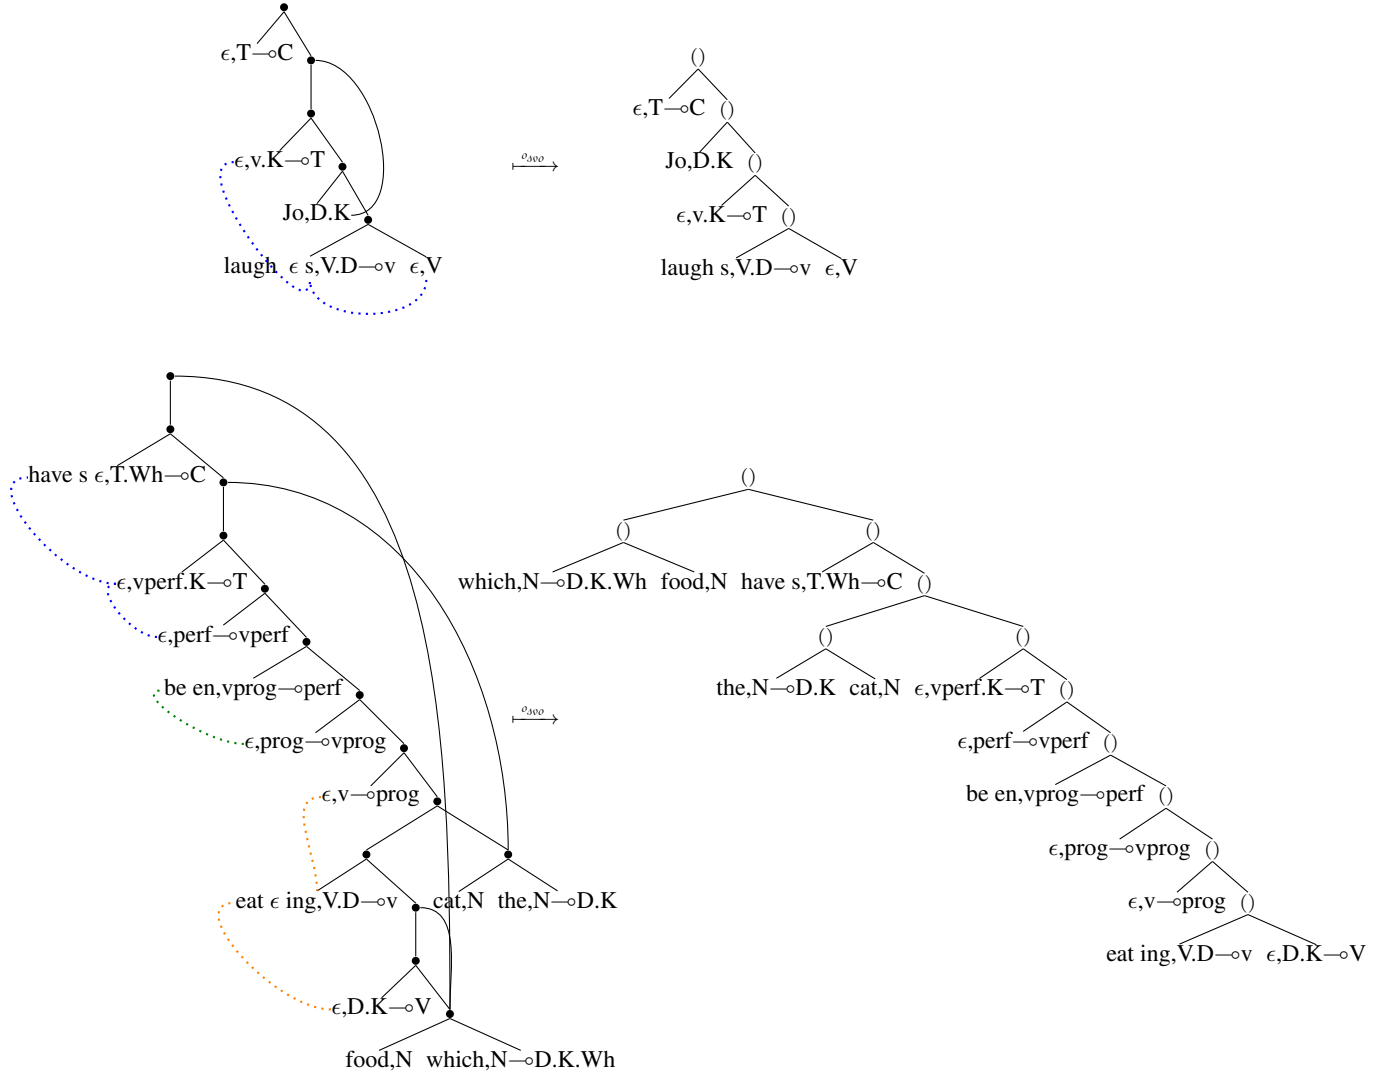 ϵ,T⊸C
ϵ,v.K⊸T
Jo,D.K
laugh ϵ s,V.D⊸v ϵ,V
o_svo
()
ϵ,T⊸C ()
Jo,D.K ()
ϵ,v.K⊸T ()
laugh s,V.D⊸v ϵ,V
have s ϵ,T.Wh⊸C
ϵ,vperf.K⊸T
ϵ,perf⊸vperf
be en,vprog⊸perf
ϵ,prog⊸vprog
ϵ,v⊸prog
eat ϵ ing,V.D⊸v cat,N the,N⊸D.K
ϵ,D.K⊸V
food,N which,N⊸D.K.Wh
o_svo
()
() ()
which,N⊸D.K.Wh food,N have s,T.Wh⊸C ()
() ()
the,N⊸D.K cat,N ϵ,vperf.K⊸T ()
ϵ,perf⊸vperf ()
be en,vprog⊸perf ()
ϵ,prog⊸vprog ()
ϵ,v⊸prog ()
eat ing,V.D⊸v ϵ,D.K⊸V